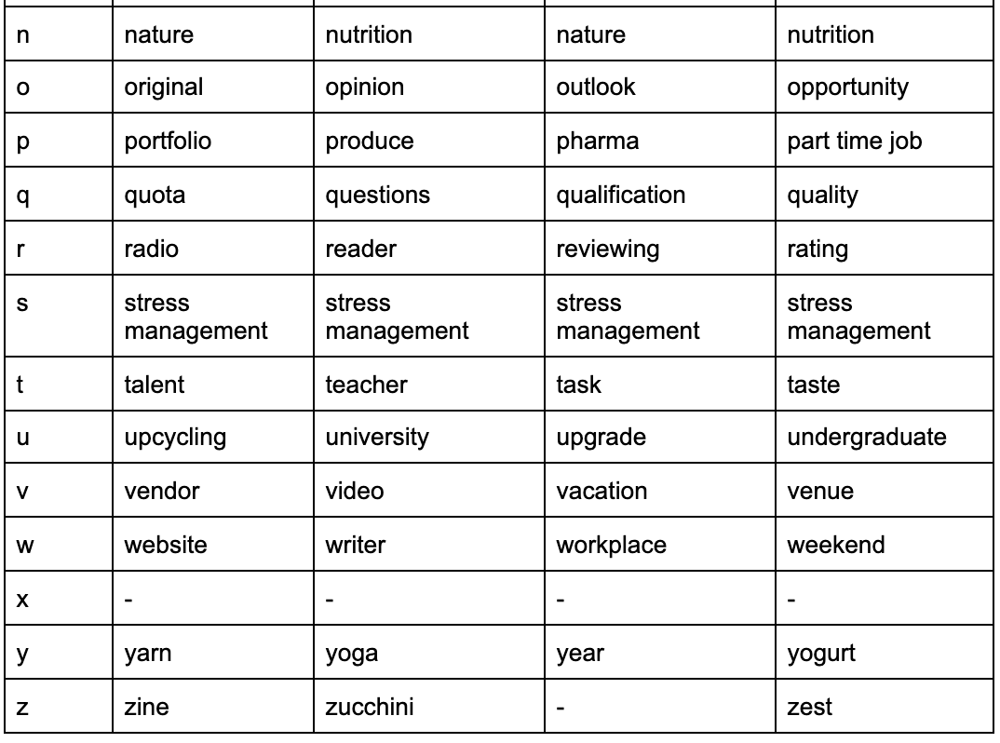 n nature nutrition nature nutrition
o original opinion outlook opportunity
p portfolio produce pharma part time job
q quota questions qualification quality
r radio reader reviewing rating
s stress stress stress stress
management management management management
t talent teacher task taste
u upcycling university upgrade undergraduate
v vendor video vacation venue
w website writer workplace weekend
x - - - -
y yarn yoga year yogurt
z zine zucchini - zest